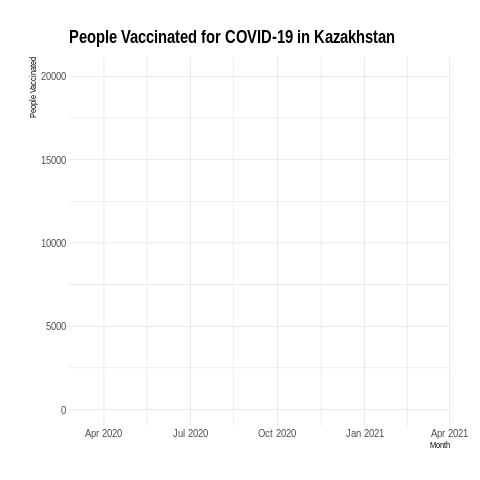 People Vaccinated for COVID-19 in Kazakhstan
People Vaccinated
20000
15000
10000
5000
0
Apr 2020 Jul 2020 Oct 2020 Jan 2021 Apr 2021
Month